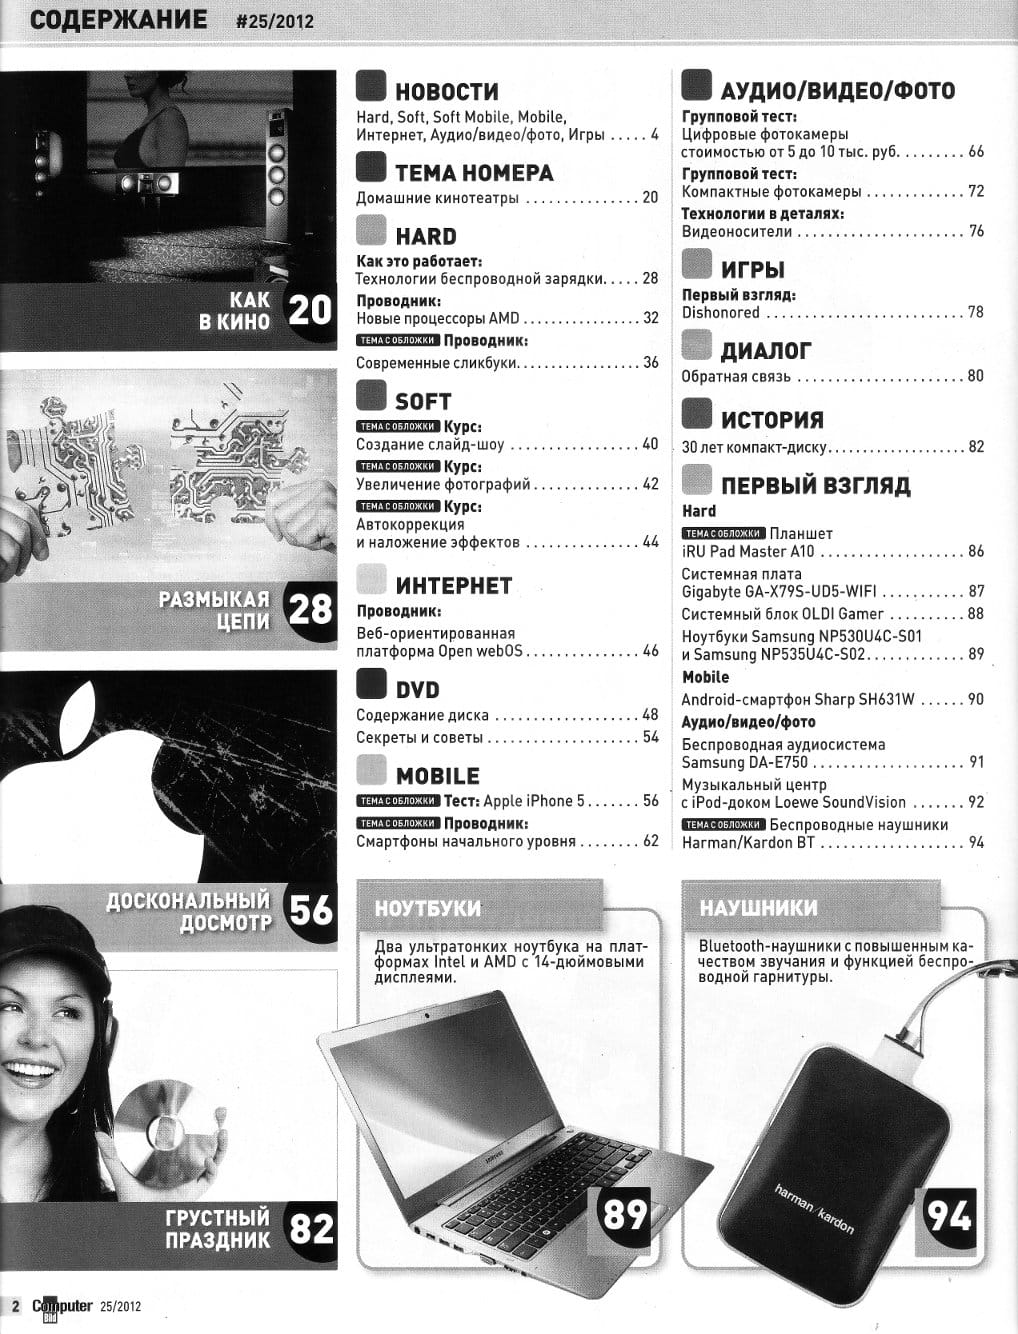 СОДЕРЖАНИЕ #25/2012
КАК
В КИНО
20
РАЗМЫКАЯ
ЦЕПИ
28
ДОСКОНАЛЬНЫЙ
ДОСМОТР
56
ГРУСТНЫЙ
ПРАЗДНИК
82
НОВОСТИ
Hard, Soft, Soft Mobile, Mobile,
Интернет, Аудио/видео/фото, Игры ..... 4
ТЕМА НОМЕРА
Домашние кинотеатры ............... 20
HARD
Как это работает:
Технологии беспроводной зарядки..... 28
Проводник:
Новые процессоры AMD ............... 32
ТЕМА С ОБЛОЖКИ Проводник:
Современные сликбуки................ 36
SOFT
ТЕМА С ОБЛОЖКИ Курс:
Создание слайд-шоу ................. 40
ТЕМА С ОБЛОЖКИ Курс:
Увеличение фотографий .............. 42
ТЕМА С ОБЛОЖКИ Курс:
Автокоррекция
и наложение эффектов ............... 44
ИНТЕРНЕТ
Проводник:
Веб-ориентированная
платформа Open webOS ............... 46
DVD
Содержание диска ................... 48
Секреты и советы ................... 54
MOBILE
ТЕМА С ОБЛОЖКИ Тест: Apple iPhone 5 ....... 56
ТЕМА С ОБЛОЖКИ Проводник:
Смартфоны начального уровня ........ 62
АУДИО/ВИДЕО/ФОТО
Групповой тест:
Цифровые фотокамеры
стоимостью от 5 до 10 тыс. руб. ......... 66
Групповой тест:
Компактные фотокамеры ............. 72
Технологии в деталях:
Видеоносители ...................... 76
ИГРЫ
Первый взгляд:
Dishonored ......................... 78
ДИАЛОГ
Обратная связь ...................... 80
ИСТОРИЯ
30 лет компакт-диску.................... 82
ПЕРВЫЙ ВЗГЛЯД
Hard
ТЕМА С ОБЛОЖКИ Планшет
iRU Pad Master A10 .................. 86
Системная плата
Gigabyte GA-X79S-UD5-WIFI ........... 87
Системный блок OLDI Gamer .......... 88
Ноутбуки Samsung NP530U4C-S01
и Samsung NP535U4C-S02............. 89
Mobile
Android-смартфон Sharp SH631W ...... 90
Аудио/видео/фото
Беспроводная аудиосистема
Samsung DA-E750 .................... 91
Музыкальный центр
с iPod-доком Loewe SoundVision ....... 92
ТЕМА С ОБЛОЖКИ Беспроводные наушники
Harman/Kardon BT ................... 94
НОУТБУКИ
Два ультратонких ноутбука на плат-
формах Intel и AMD с 14-дюймовыми
дисплеями.
SAMSUNG
89
НАУШНИКИ
Bluetooth-наушники с повышенным ка-
чеством звучания и функцией беспро-
водной гарнитуры.
harman/kardon
94
2 Computer Bild 25/2012